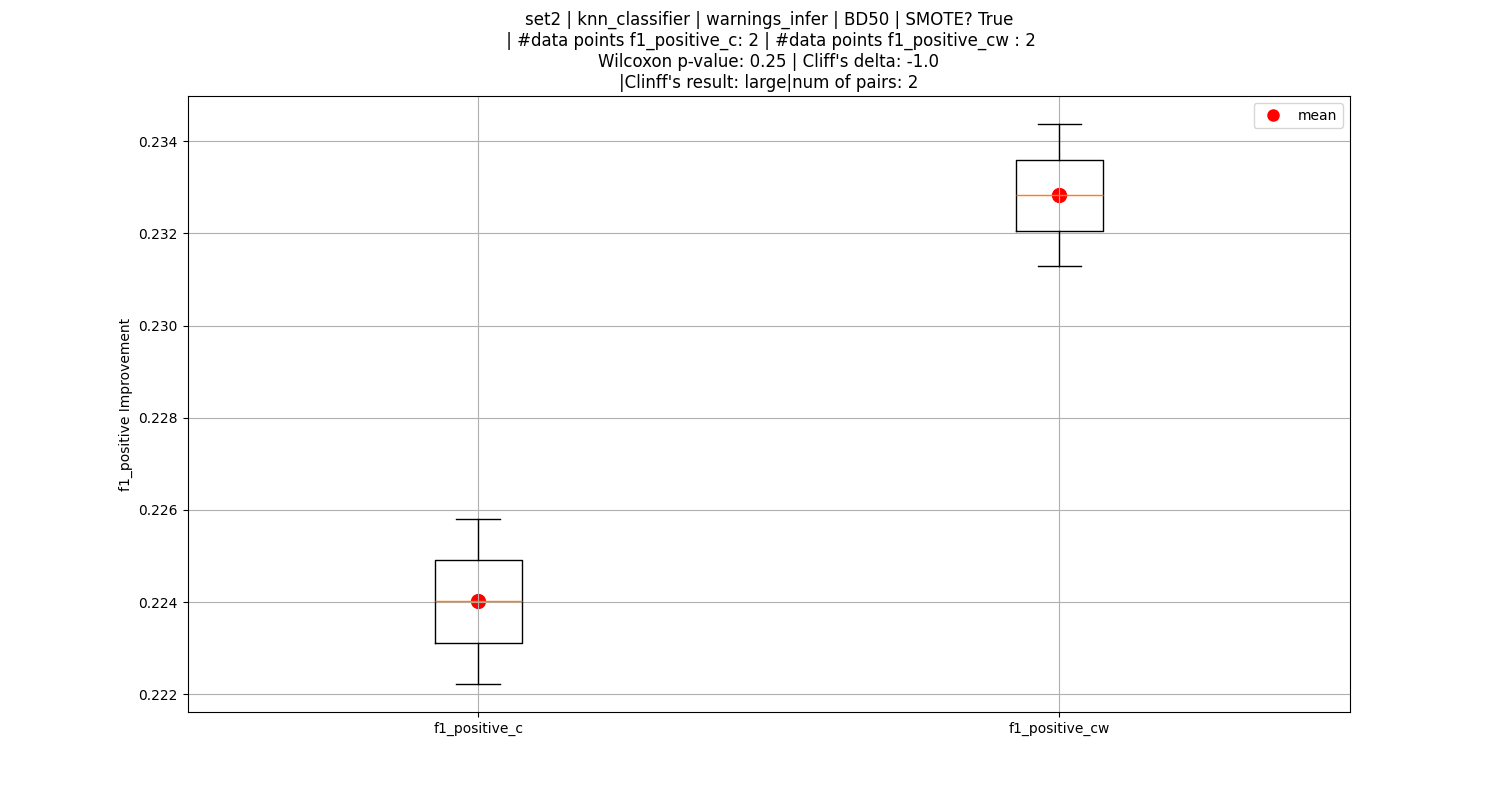 set2 | knn_classifier | warnings_infer | BD50 | SMOTE? True
| #data points f1_positive_c: 2 | #data points f1_positive_cw : 2
Wilcoxon p-value: 0.25 | Cliff's delta: -1.0
|Clinff's result: large|num of pairs: 2
mean
0.234
0.232
0.230
0.228
0.226
0.224
0.222
f1_positive Improvement
f1_positive_c
f1_positive_cw